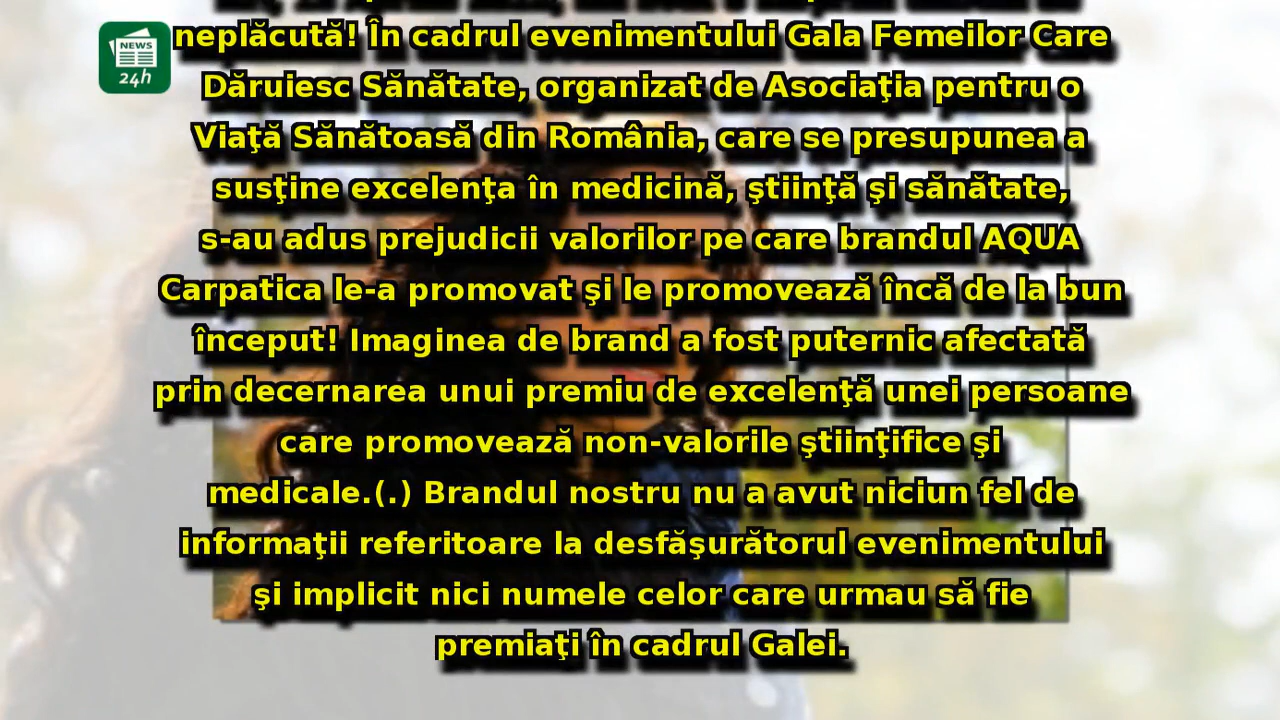 neplăcută! În cadrul evenimentului Gala Femeilor Care
NEWS
24h
Dăruiesc Sănătate, organizat de Asociaţia pentru o
Viaţă Sănătoasă din România, care se presupunea a
susţine excelenţa în medicină, ştiinţă şi sănătate,
s-au adus prejudicii valorilor pe care brandul AQUA
Carpatica le-a promovat şi le promovează încă de la bun
început! Imaginea de brand a fost puternic afectată
prin decernarea unui premiu de excelenţă unei persoane
care promovează non-valorile ştiinţifice şi
medicale.(.) Brandul nostru nu a avut niciun fel de
informaţii referitoare la desfăşurătorul evenimentului
şi implicit nici numele celor care urmau să fie
premiaţi în cadrul Galei.